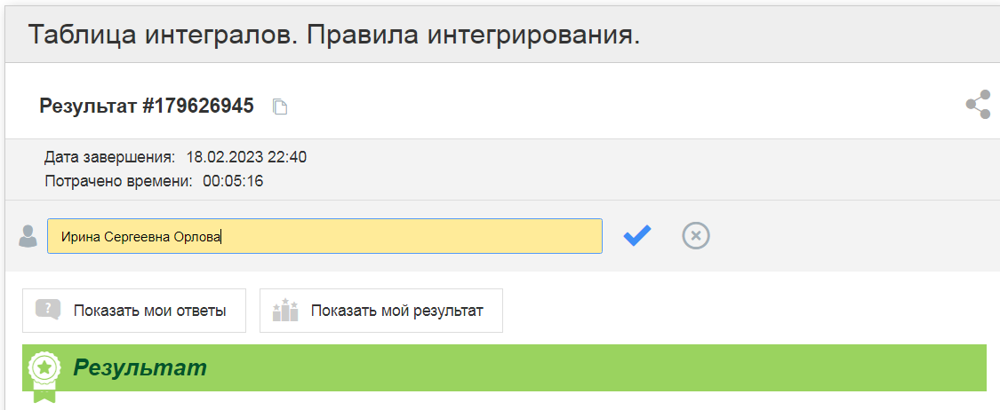 Таблица интегралов. Правила интегрирования.
Результат #179626945
Дата завершения: 18.02.2023 22:40
Потрачено времени: 00:05:16
Ирина Сергеевна Орлова
Показать мои ответы
Показать мой результат
Результат